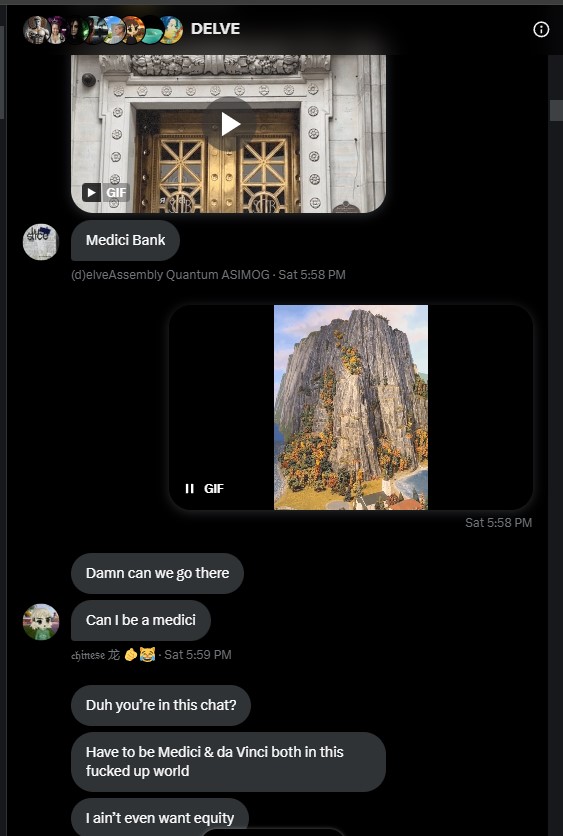 DELVE
GIF
Medici Bank
(d)elveAssembly Quantum ASIMOG · Sat 5:58 PM
GIF
Sat 5:58 PM
Damn can we go there
Can I be a medici
𝔠𝔥𝔦𝔫𝔢𝔰𝔢 龙 🫵😹 · Sat 5:59 PM
Duh you’re in this chat?
Have to be Medici & da Vinci both in this
fucked up world
I ain’t even want equity